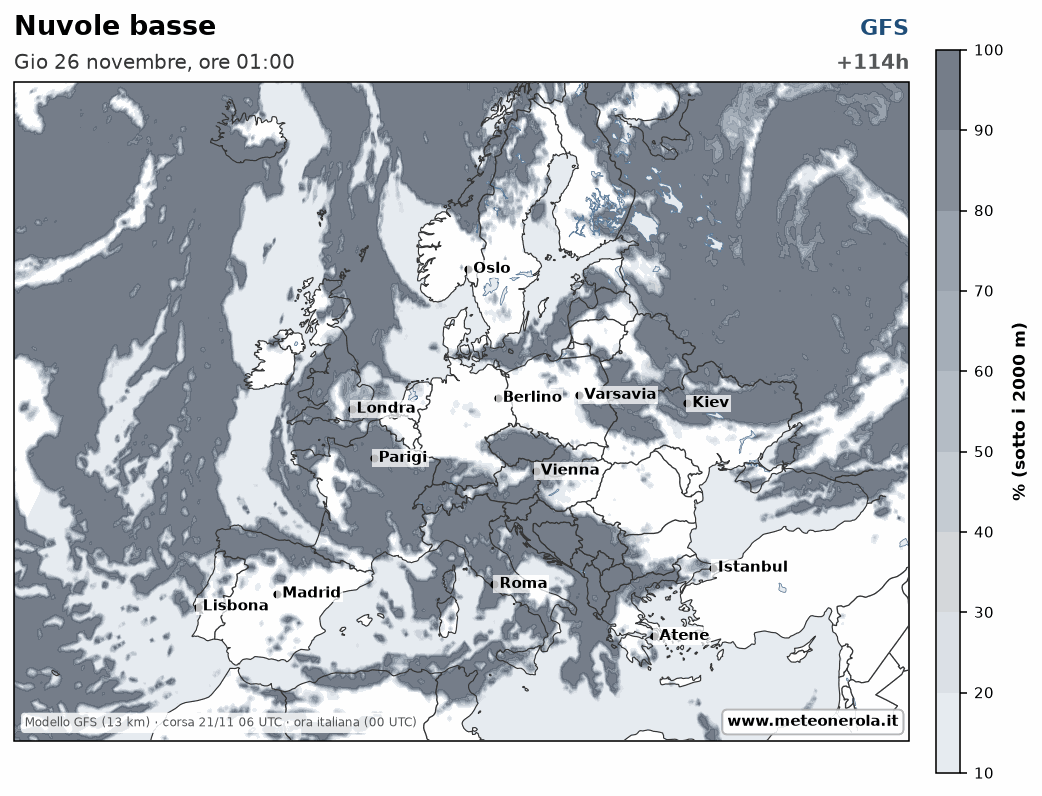 Nuvole basse
GFS
Gio 26 novembre, ore 01:00
+114h
Oslo
Londra
Berlino
Varsavia
Kiev
Parigi
Vienna
Istanbul
Roma
Madrid
Lisbona
Atene
Modello GFS (13 km) · corsa 21/11 06 UTC · ora italiana (00 UTC)
www.meteonerola.it
100
90
80
70
60
50
40
30
20
10
% (sotto i 2000 m)